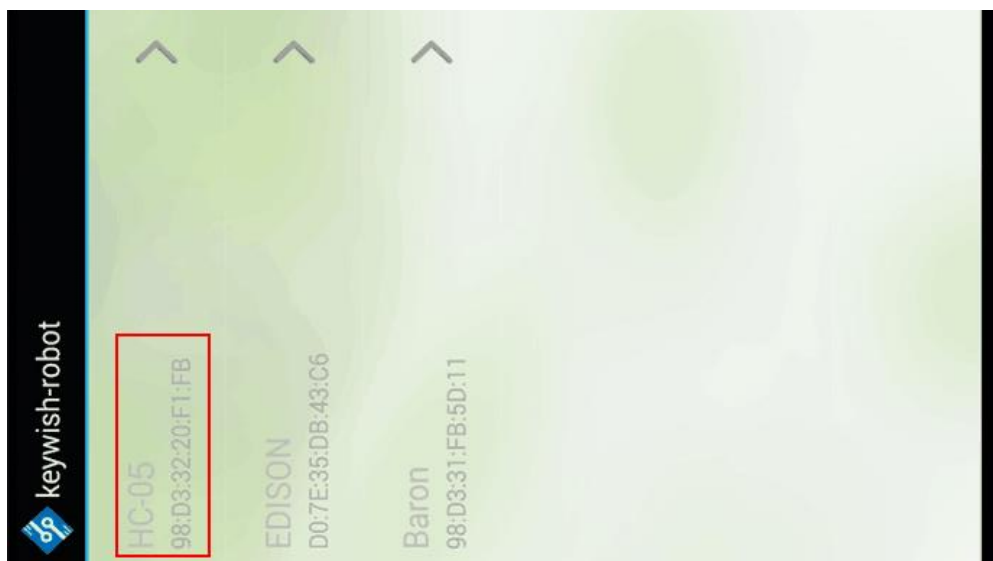 keywish-robot
HC-05
98:D3:32:20:F1:FB
EDISON
D0:7E:35:DB:43:C6
Baron
98:D3:31:FB:5D:11